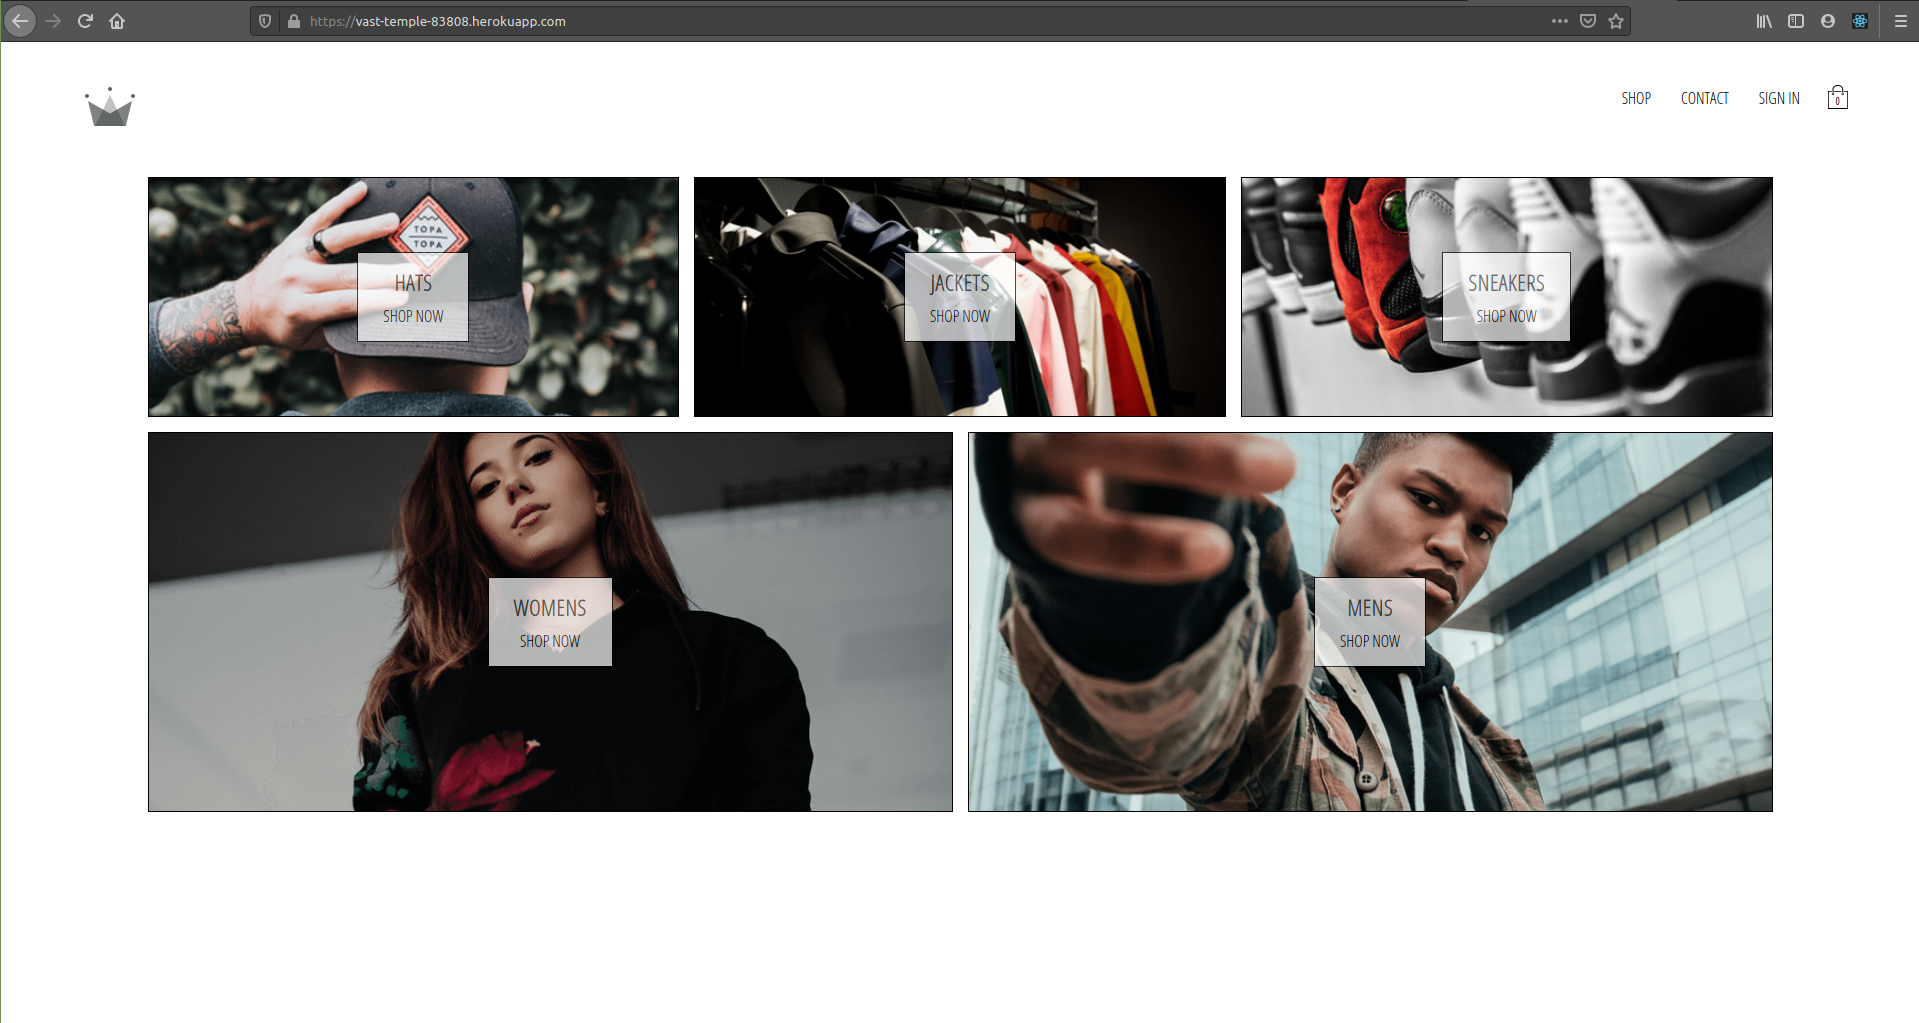 https://vast-temple-83808.herokuapp.com
SHOP CONTACT SIGN IN 0
TOPA
TOPA
HATS
SHOP NOW
JACKETS
SHOP NOW
SNEAKERS
SHOP NOW
WOMENS
SHOP NOW
MENS
SHOP NOW